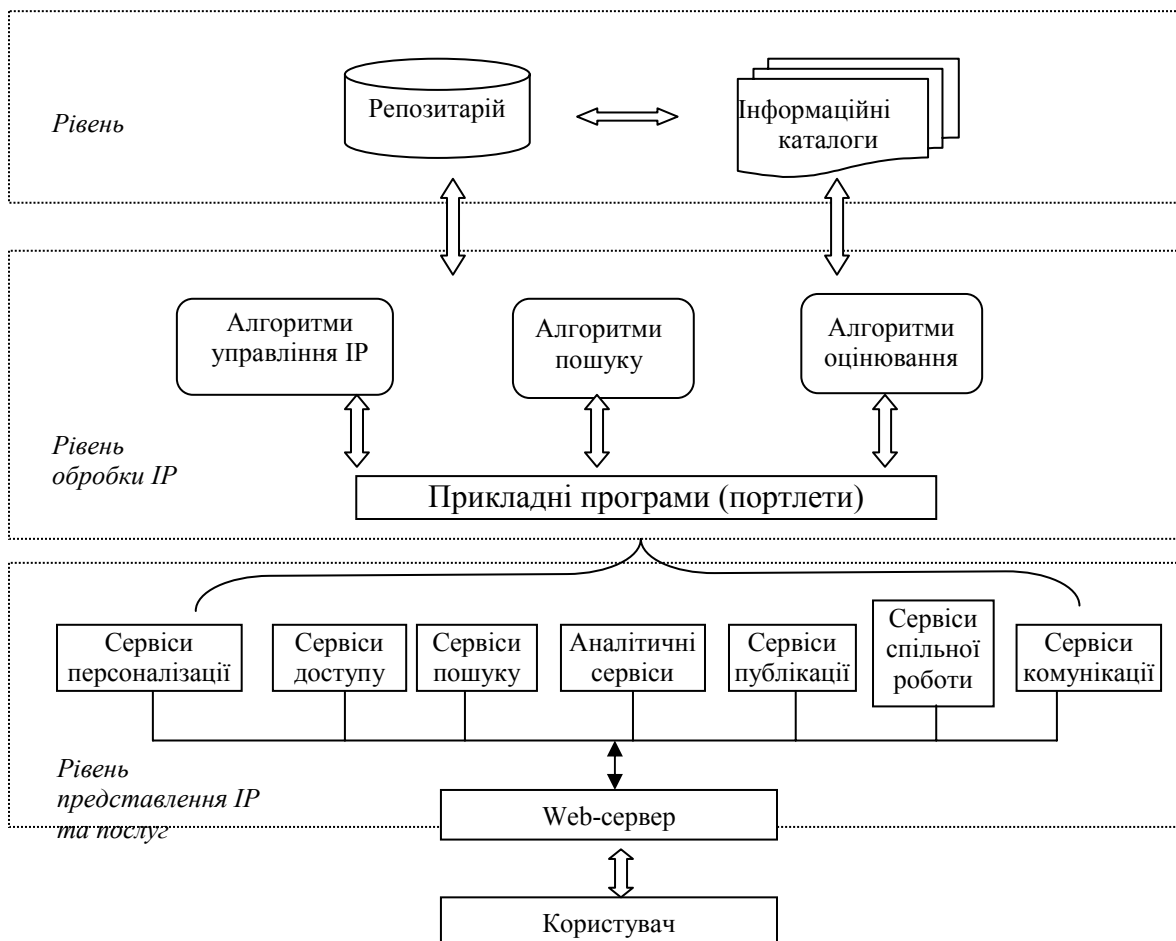 Рівень
Репозитарій
Інформаційні
каталоги
Алгоритми
управління ІР
Алгоритми
пошуку
Алгоритми
оцінювання
Рівень
обробки ІР
Прикладні програми (портлети)
Сервіси
персоналізації
Сервіси
доступу
Сервіси
пошуку
Аналітичні
сервіси
Сервіси
публікації
Сервіси
спільної
роботи
Сервіси
комунікації
Рівень
представлення ІР
та послуг
Web-сервер
Користувач